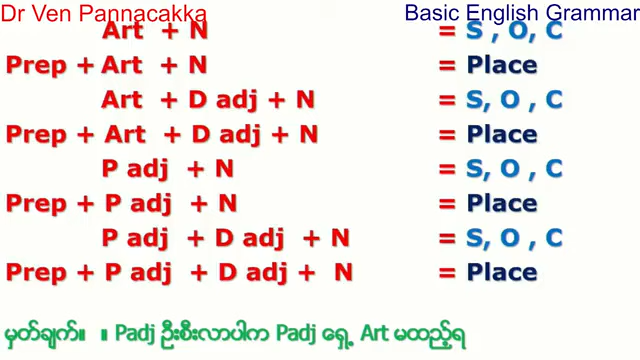 Dr Ven Pannacakka Basic English Grammar
Art + N = S , O, C
Prep + Art + N = Place
Art + D adj + N = S, O , C
Prep + Art + D adj + N = Place
P adj + N = S, O , C
Prep + P adj + N = Place
P adj + D adj + N = S, O , C
Prep + P adj + D adj + N = Place
မှတ်ချက်။ ။ Padj ဦးစီးလာပါက Padj ရှေ့ Art မထည့်ရ